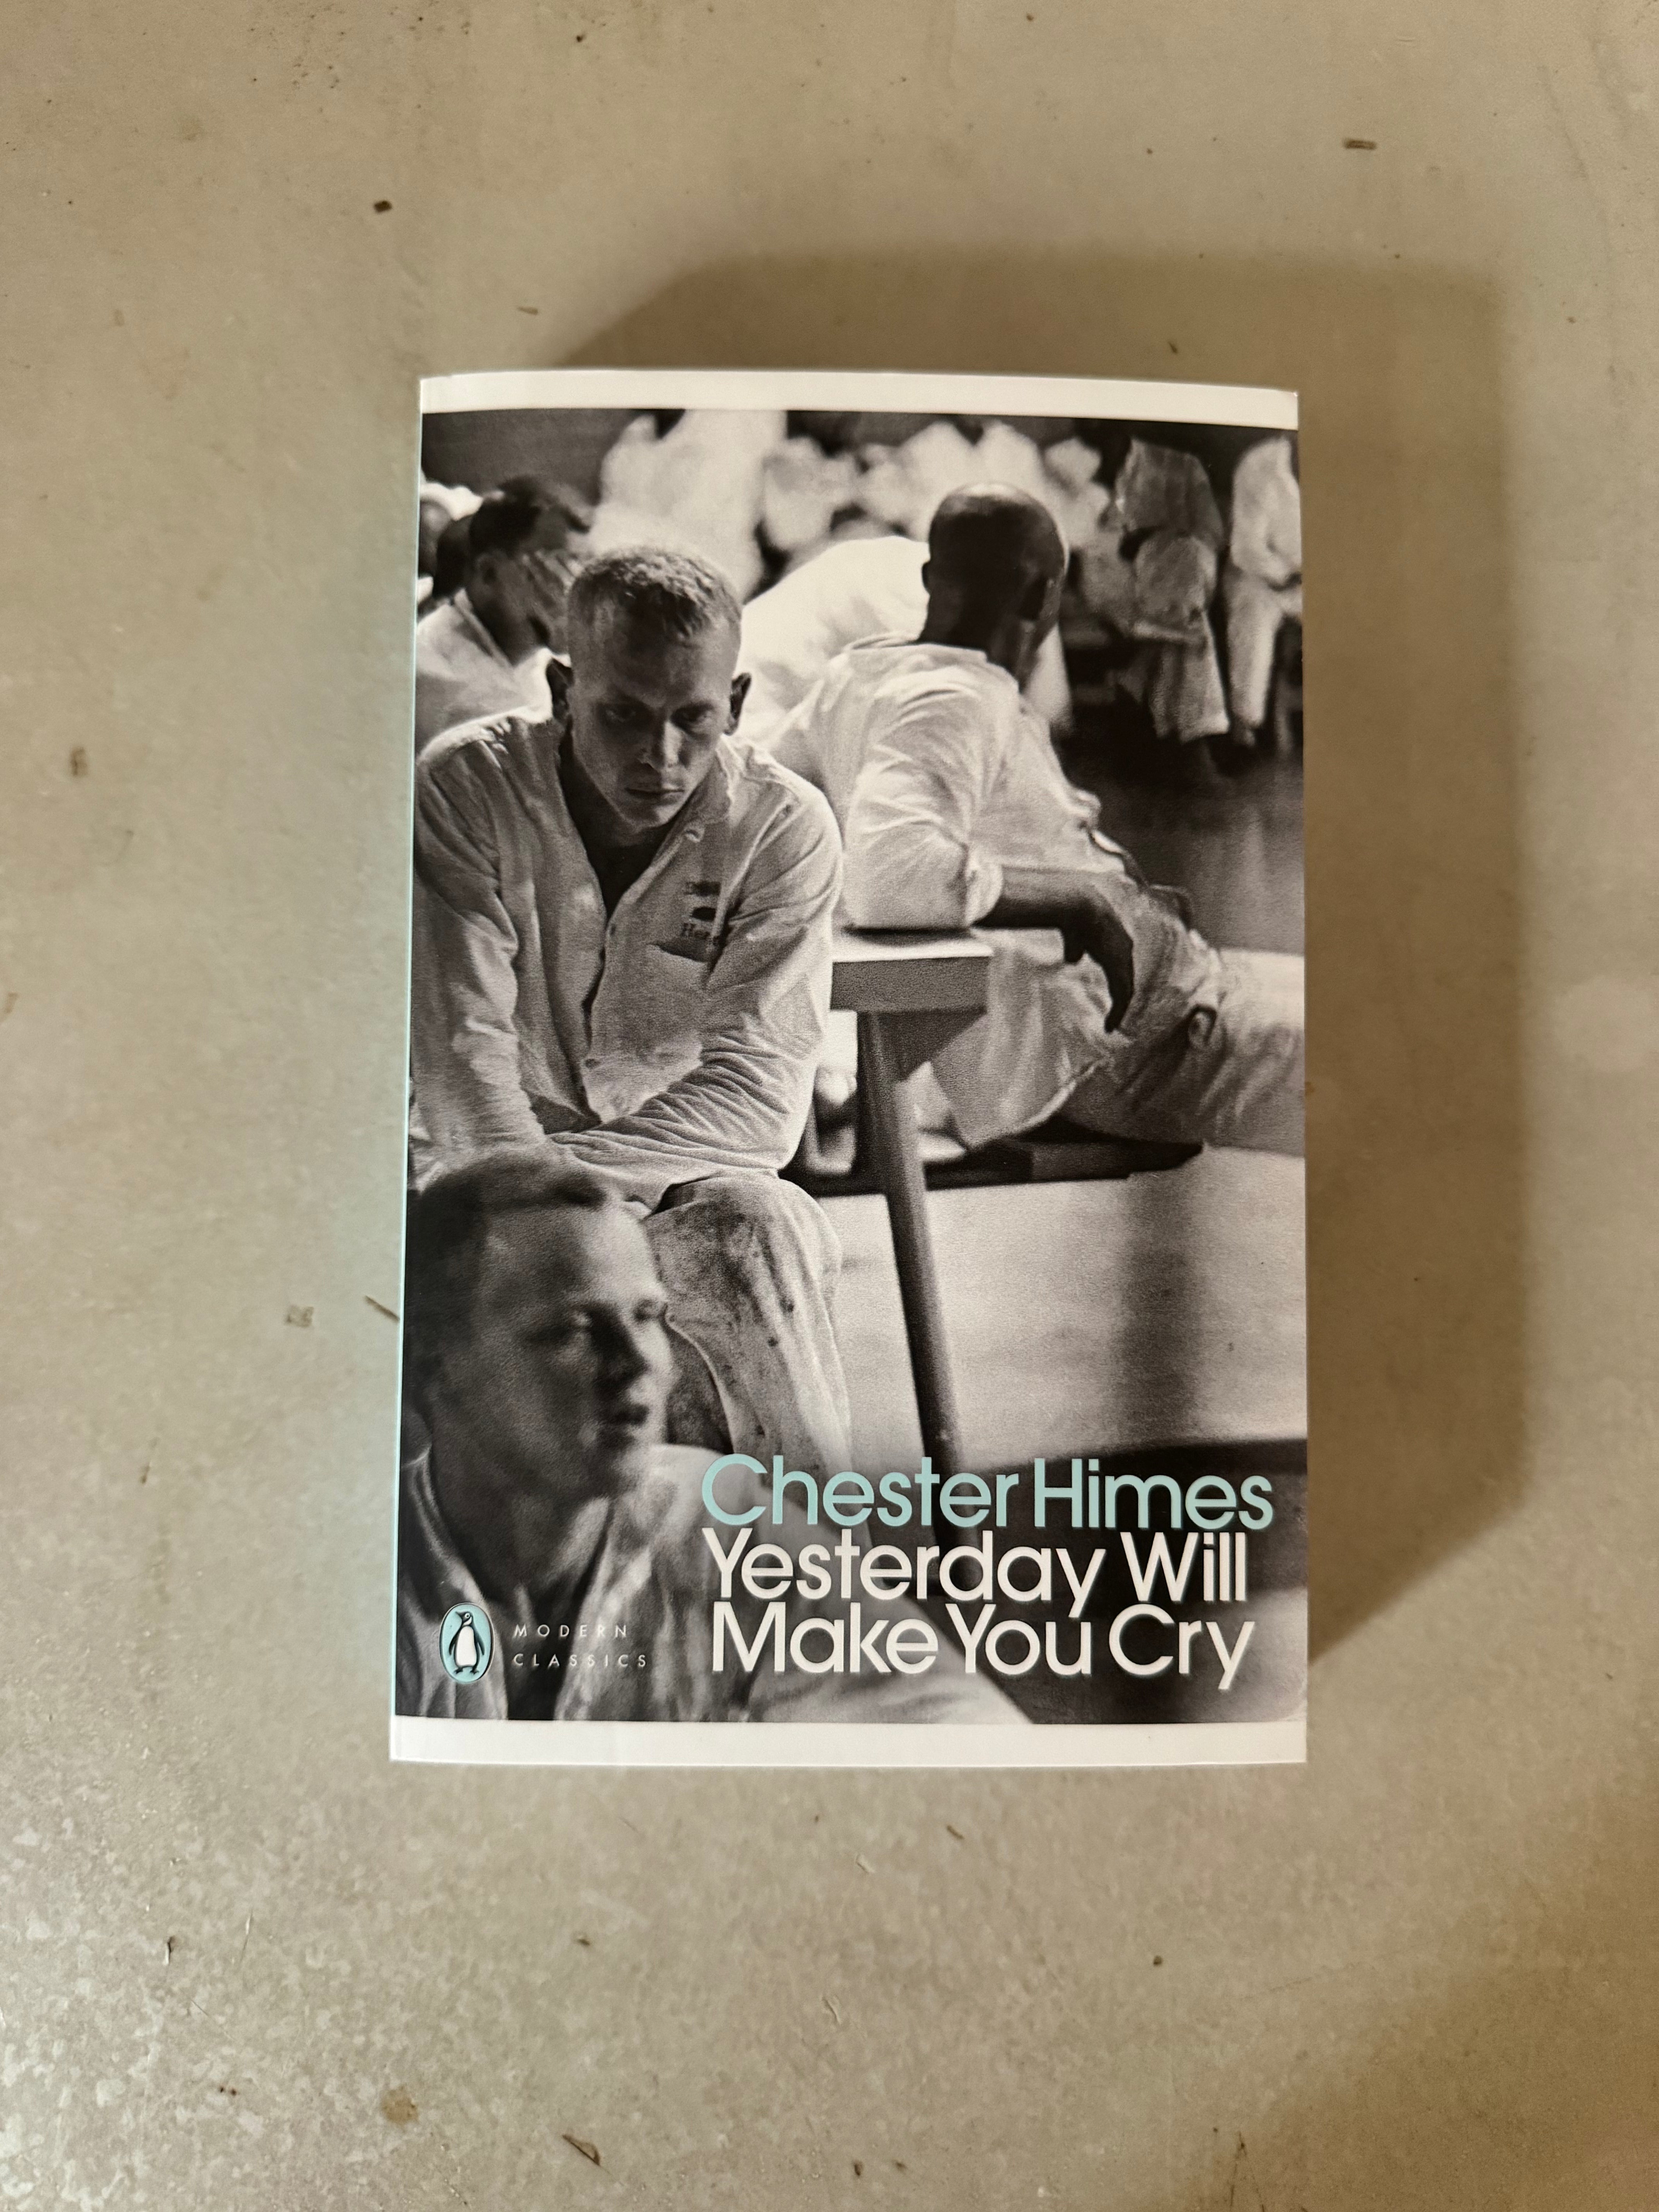 Chester Himes
Yesterday Will
Make You Cry
MODERN
CLASSICS